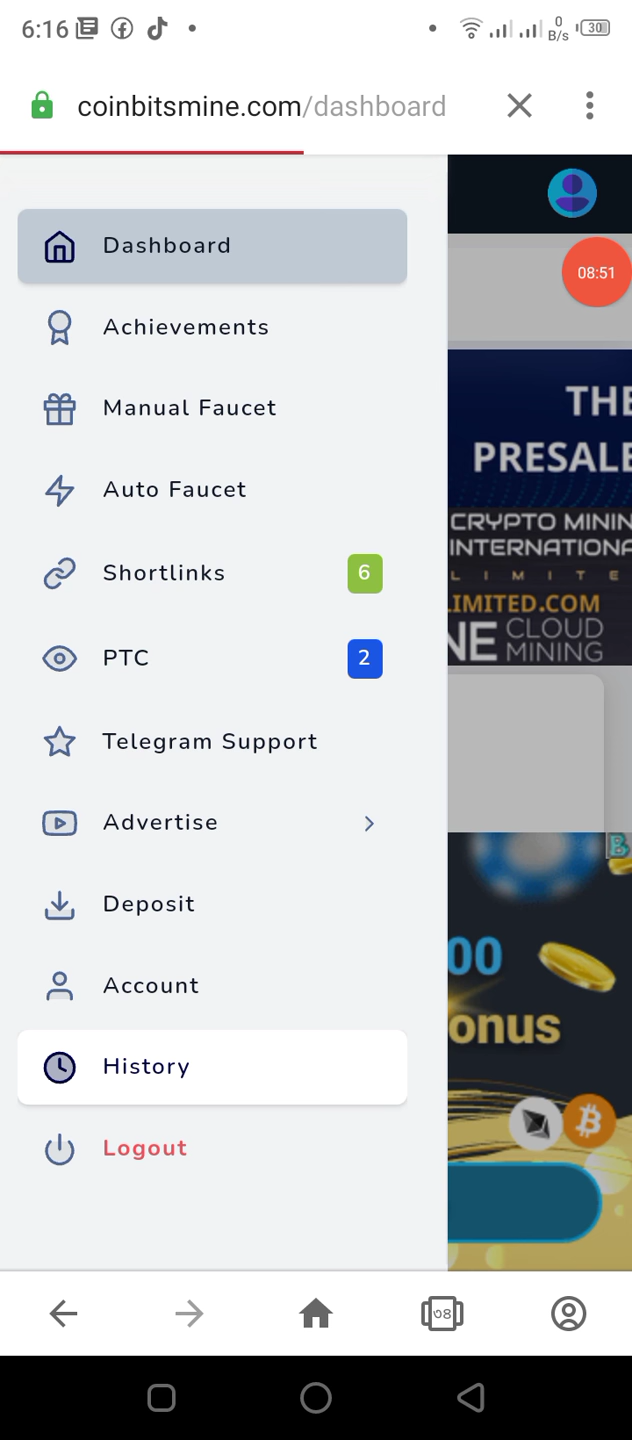 6:16
0
B/s
30
coinbitsmine.com/dashboard
Dashboard
08:51
Achievements
THE
Manual Faucet
PRESALE
Auto Faucet
CRYPTO MININ
INTERNATIONA
Shortlinks
6
L I M I T E
LIMITED.COM
NE CLOUD
MINING
PTC
2
Telegram Support
Advertise
B
Deposit
00
Account
onus
History
Logout
৩৪